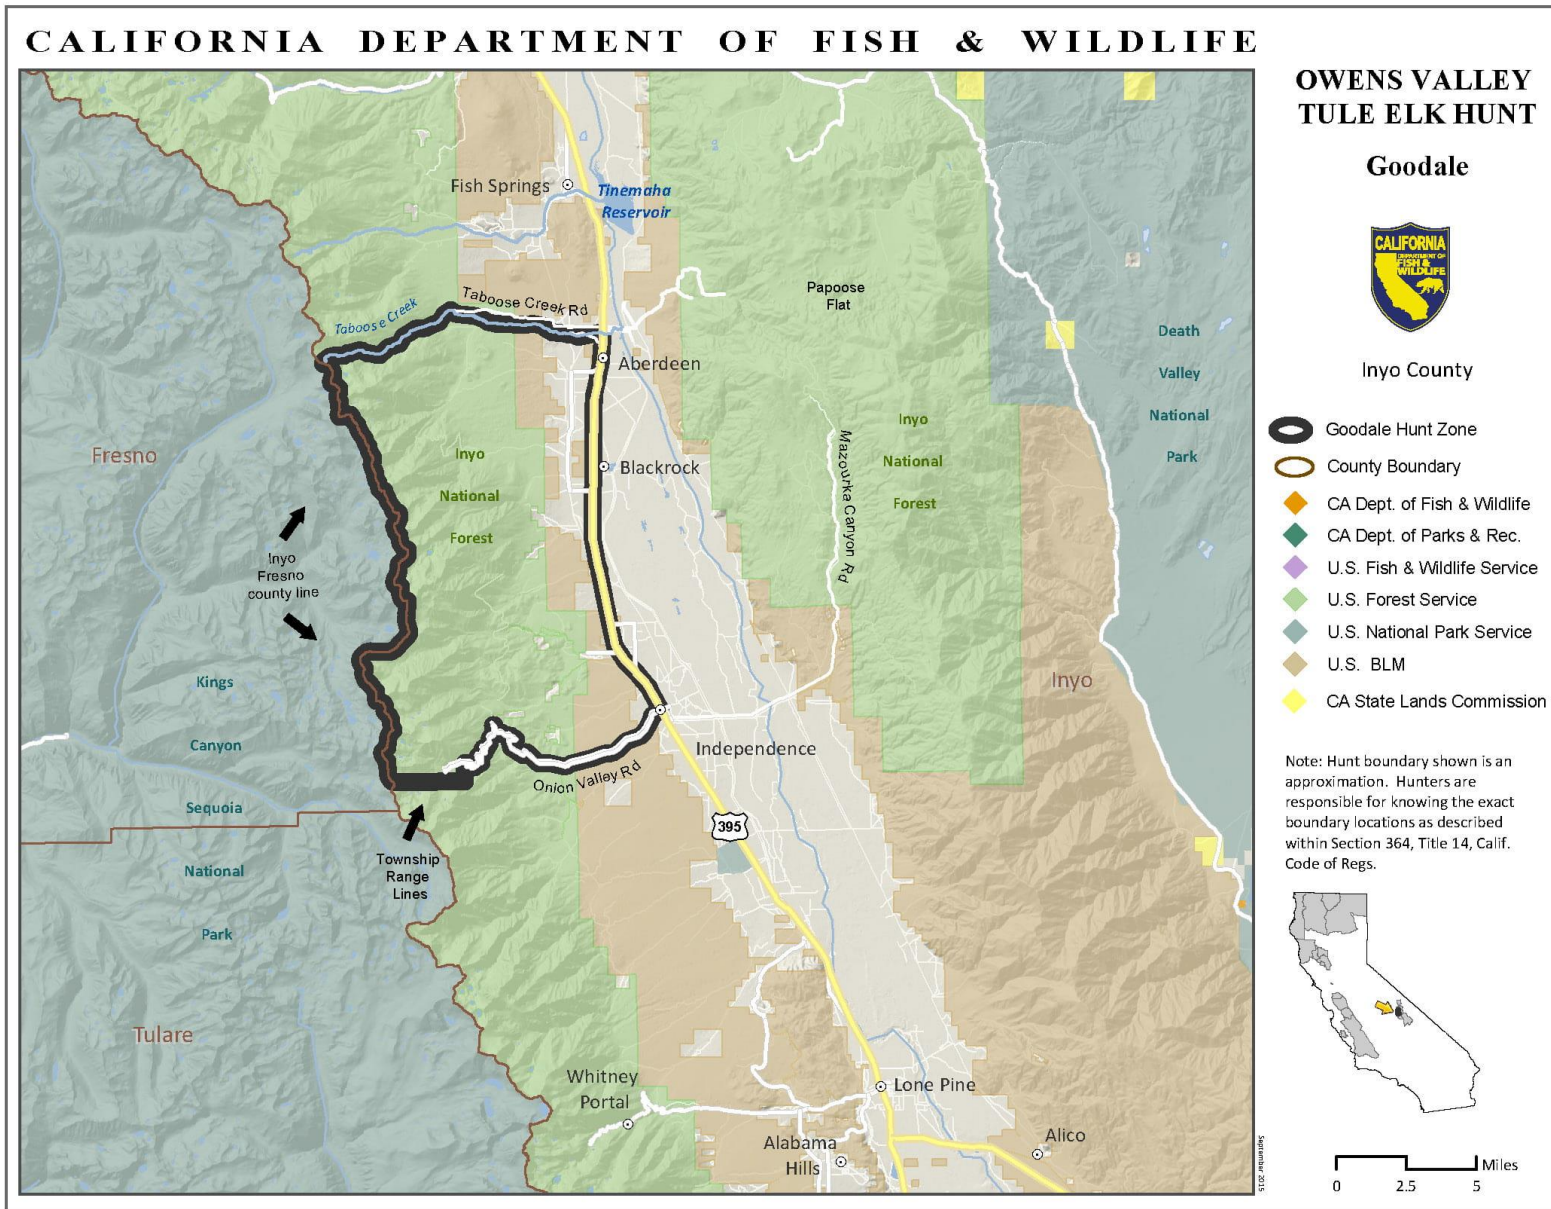 CALIFORNIA DEPARTMENT OF FISH & WILDLIFE
OWENS VALLEY
TULE ELK HUNT
Goodale
CALIFORNIA
DEPARTMENT OF
FISH &
WILDLIFE
Inyo County
Goodale Hunt Zone
County Boundary
CA Dept. of Fish & Wildlife
CA Dept. of Parks & Rec.
U.S. Fish & Wildlife Service
U.S. Forest Service
U.S. National Park Service
U.S. BLM
CA State Lands Commission
Note: Hunt boundary shown is an
approximation. Hunters are
responsible for knowing the exact
boundary locations as described
within Section 364, Title 14, Calif.
Code of Regs.
Miles
0 2.5 5
September 2015
Fish Springs
Tinemaha
Reservoir
Taboose Creek
Taboose Creek Rd
Papoose
Flat
Aberdeen
Death
Valley
National
Park
Fresno
Inyo
National
Forest
Blackrock
Mazourka Canyon Rd
Inyo
National
Forest
Inyo
Fresno
county line
Kings
Canyon
Sequoia
National
Park
Inyo
Independence
Onion Valley Rd
395
Township
Range
Lines
Tulare
Whitney
Portal
Lone Pine
Alabama
Hills
Alico